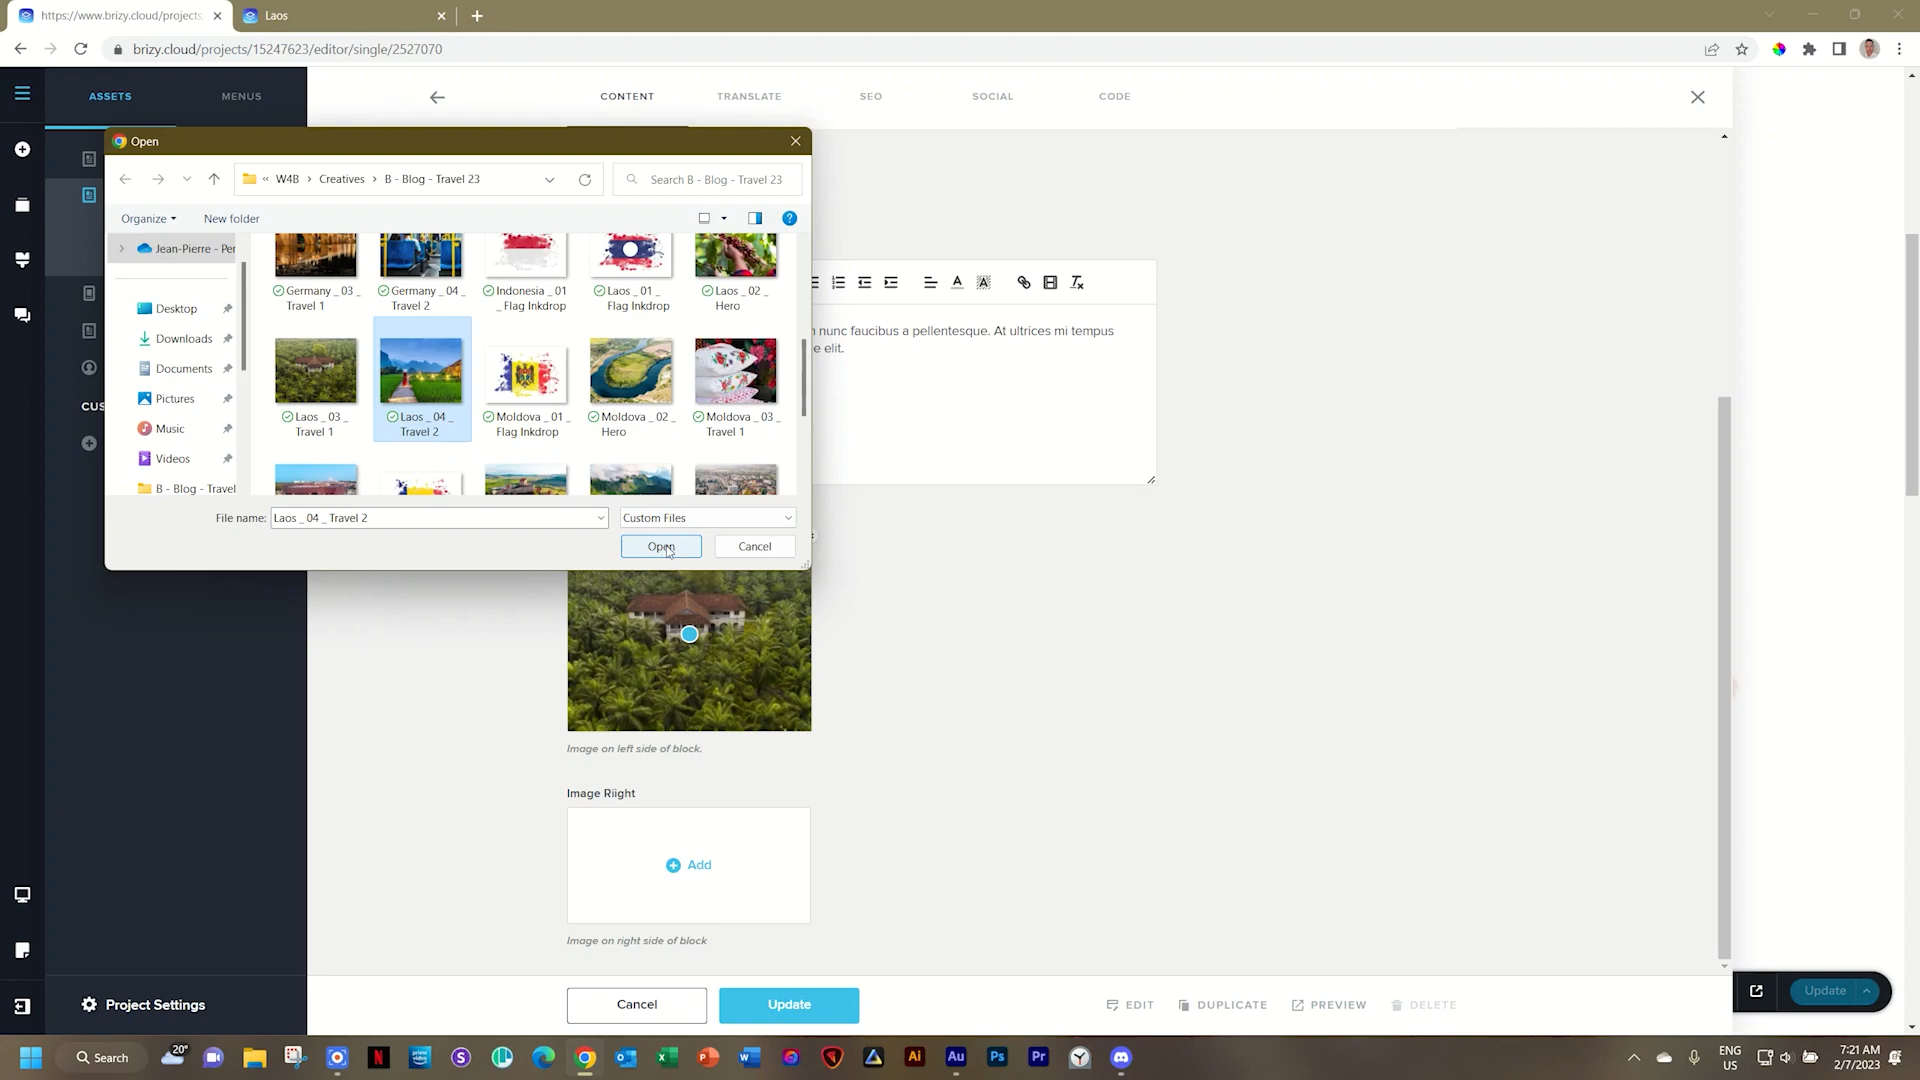 https://www.brizy.cloud/projects,
Laos
brizy.cloud/projects/15247623/editor/single/2527070
ASSETS
MENUS
CONTENT
TRANSLATE
SEO
SOCIAL
CODE
Open
« W4B > Creatives > B - Blog - Travel 23
Search B - Blog - Travel 23
Organize
New folder
Jean-Pierre - Per
Desktop
Downloads
Documents
Pictures
Music
Videos
B - Blog - Travel
Germany _ 03 _
Travel 1
Germany _ 04 _
Travel 2
Indonesia _ 01
_ Flag Inkdrop
Laos _ 01 _
Flag Inkdrop
Laos _ 02 _
Hero
Laos _ 03 _
Travel 1
Laos _ 04 _
Travel 2
Moldova _ 01 _
Flag Inkdrop
Moldova _ 02 _
Hero
Moldova _ 03 _
Travel 1
File name:
Laos _ 04 _ Travel 2
Custom Files
Open
Cancel
CUS
nunc faucibus a pellentesque. At ultrices mi tempus
e elit.
Image on left side of block.
Image Riight
Add
Image on right side of block
Project Settings
Cancel
Update
EDIT
DUPLICATE
PREVIEW
DELETE
Update
Search
20°
ENG
US
7:21 AM
2/7/2023